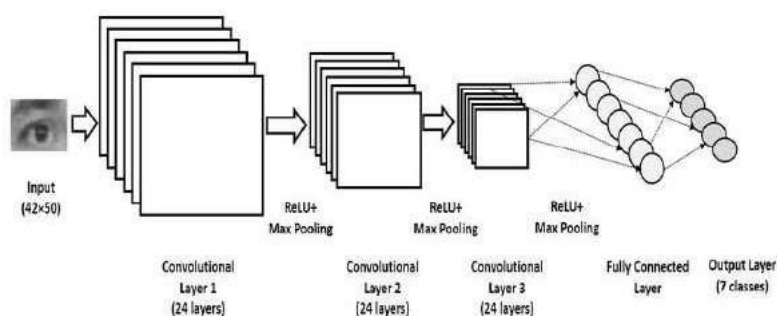 Input
(42×50)
ReLU+
Max Pooling
ReLU+
Max Pooling
ReLU+
Max Pooling
Convolutional
Layer 1
(24 layers)
Convolutional
Layer 2
(24 layers)
Convolutional
Layer 3
(24 layers)
Fully Connected
Layer
Output Layer
(7 classes)